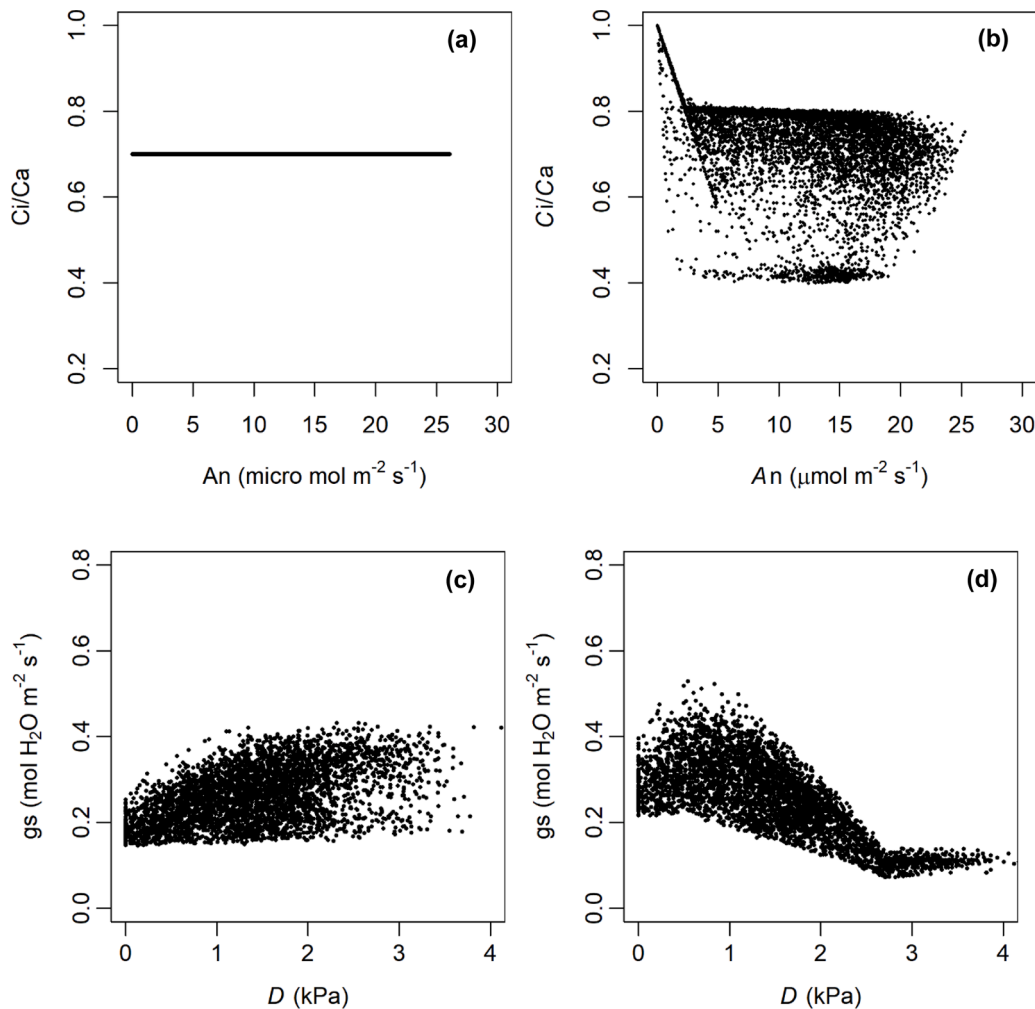 (a)
Ci/Ca
1.0
0.8
0.6
0.4
0.2
0 5 10 15 20 25 30
An (micro mol m⁻² s⁻¹)
(b)
Ci/Ca
1.0
0.8
0.6
0.4
0.2
0 5 10 15 20 25 30
An (μmol m⁻² s⁻¹)
(c)
gs (mol H₂O m⁻² s⁻¹)
0.8
0.6
0.4
0.2
0.0
0 1 2 3 4
D (kPa)
(d)
gs (mol H₂O m⁻² s⁻¹)
0.8
0.6
0.4
0.2
0.0
0 1 2 3 4
D (kPa)